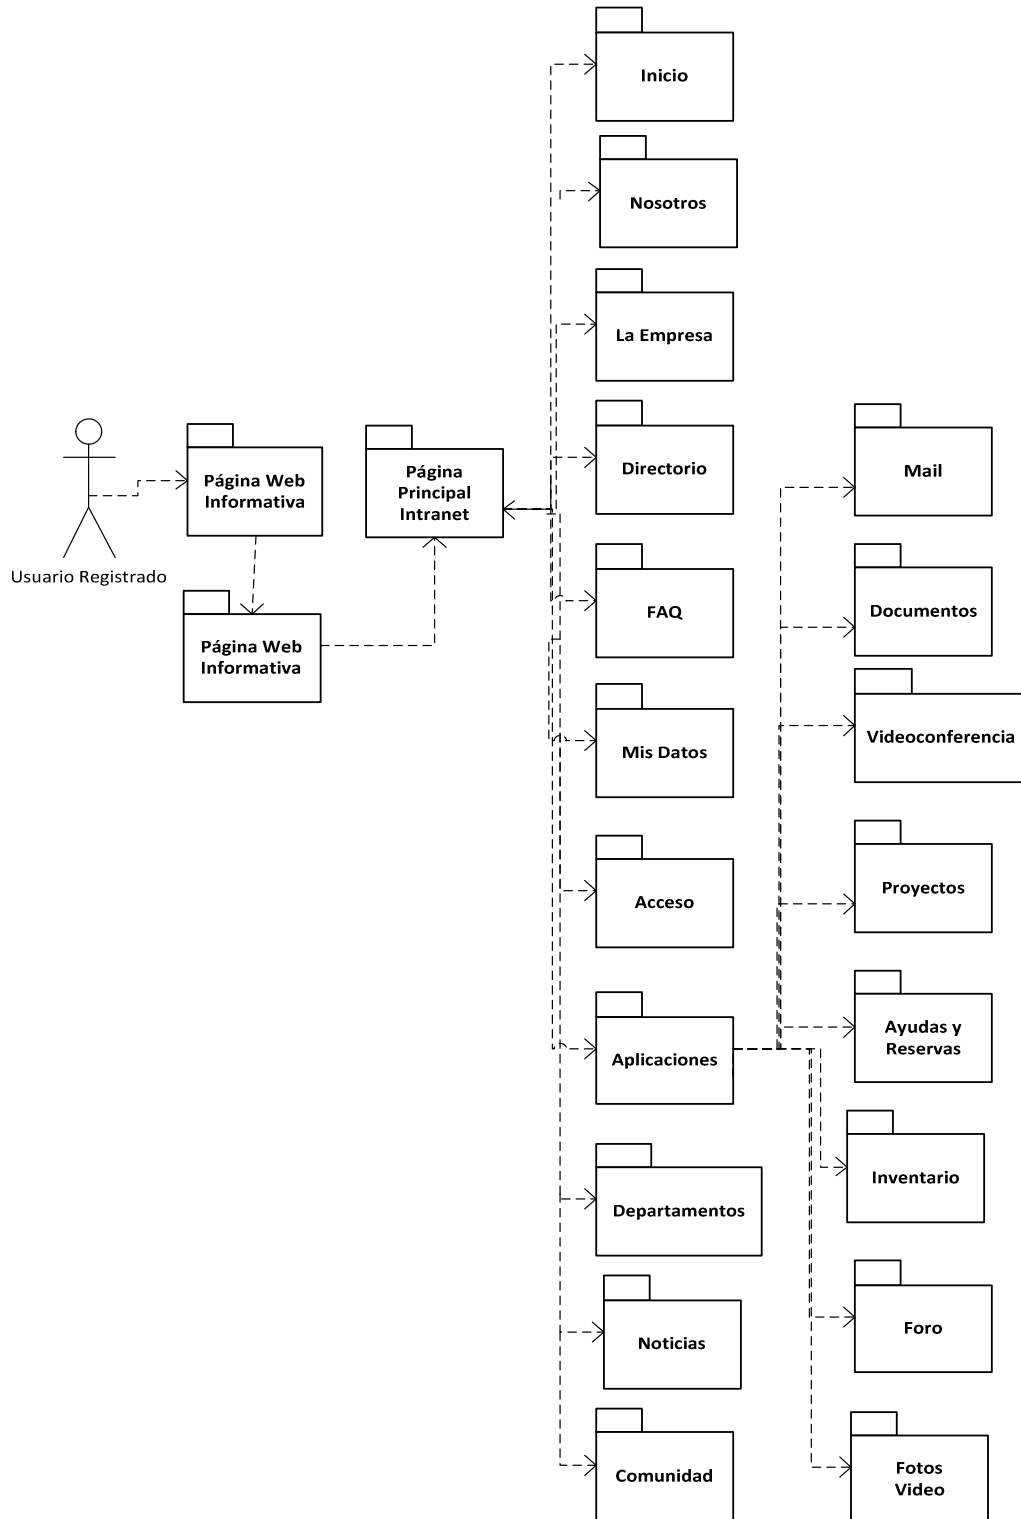 Usuario Registrado
Página Web
Informativa
Página Web
Informativa
Página
Principal
Intranet
Inicio
Nosotros
La Empresa
Directorio
FAQ
Mis Datos
Acceso
Aplicaciones
Departamentos
Noticias
Comunidad
Mail
Documentos
Videoconferencia
Proyectos
Ayudas y
Reservas
Inventario
Foro
Fotos
Video